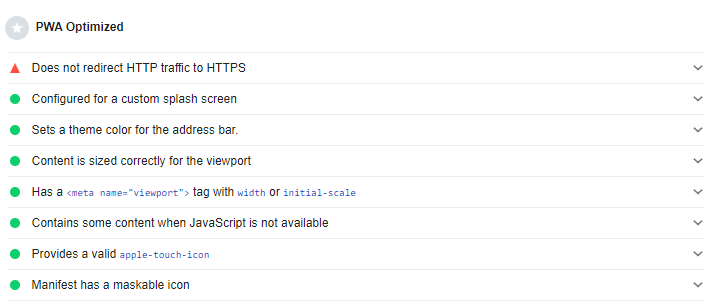 PWA Optimized
Does not redirect HTTP traffic to HTTPS
Configured for a custom splash screen
Sets a theme color for the address bar.
Content is sized correctly for the viewport
Has a <meta name="viewport"> tag with width or initial-scale
Contains some content when JavaScript is not available
Provides a valid apple-touch-icon
Manifest has a maskable icon